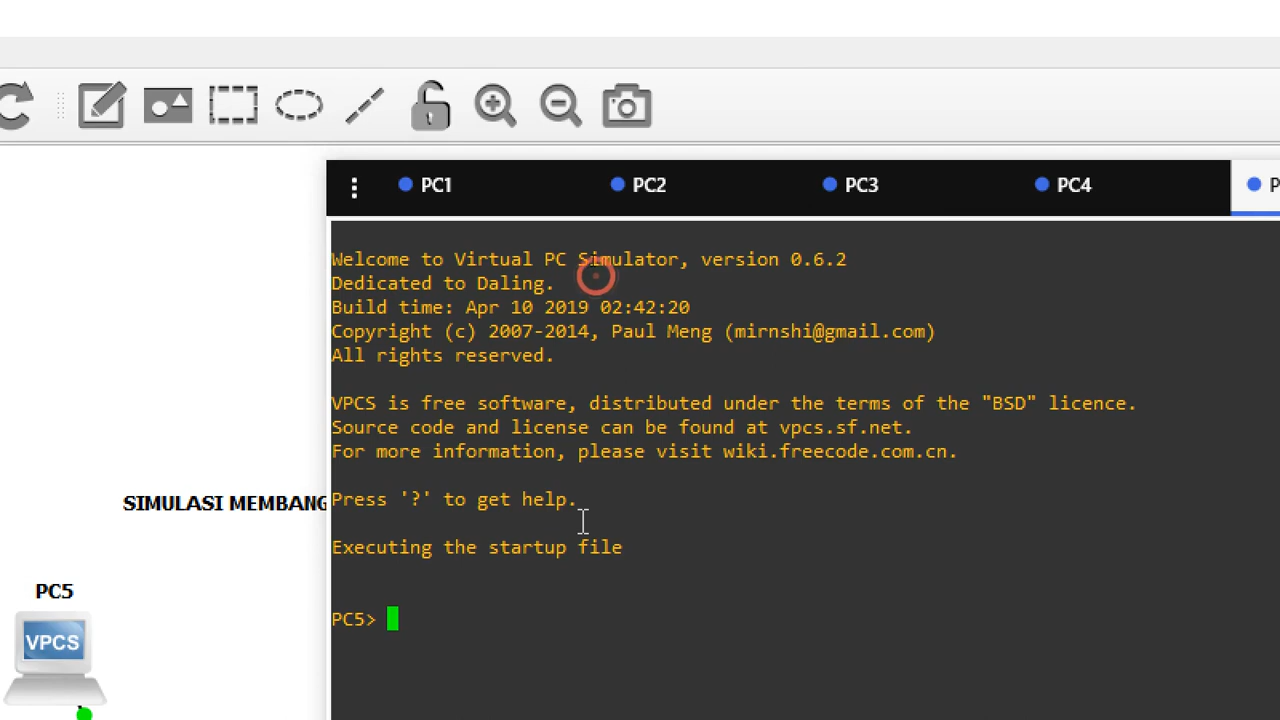 PC1 PC2 PC3 PC4 P
Welcome to Virtual PC Simulator, version 0.6.2
Dedicated to Daling.
Build time: Apr 10 2019 02:42:20
Copyright (c) 2007-2014, Paul Meng (mirnshi@gmail.com)
All rights reserved.
VPCS is free software, distributed under the terms of the "BSD" licence.
Source code and license can be found at vpcs.sf.net.
For more information, please visit wiki.freecode.com.cn.
SIMULASI MEMBANG
Press '?' to get help.
Executing the startup file
PC5
VPCS
PC5>